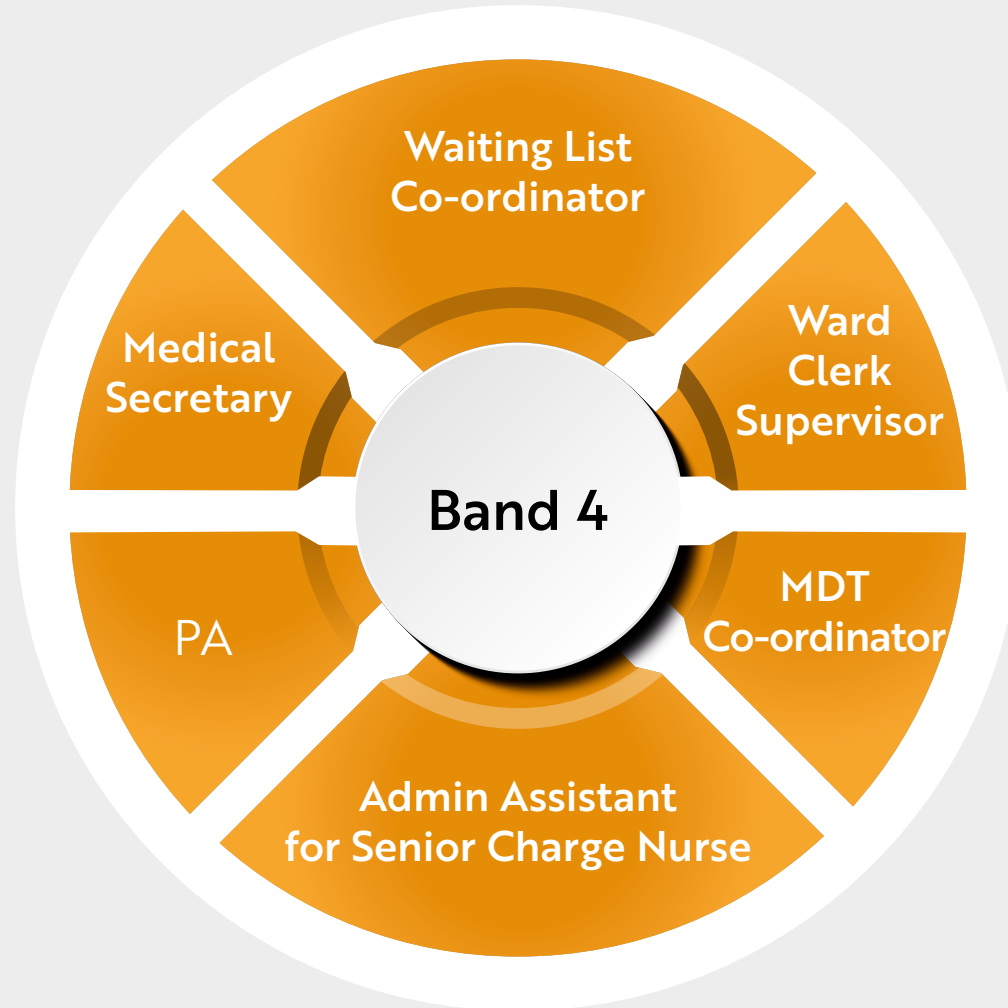 Waiting List
Co-ordinator
Ward
Clerk
Supervisor
Medical
Secretary
Band 4
MDT
Co-ordinator
PA
Admin Assistant
for Senior Charge Nurse